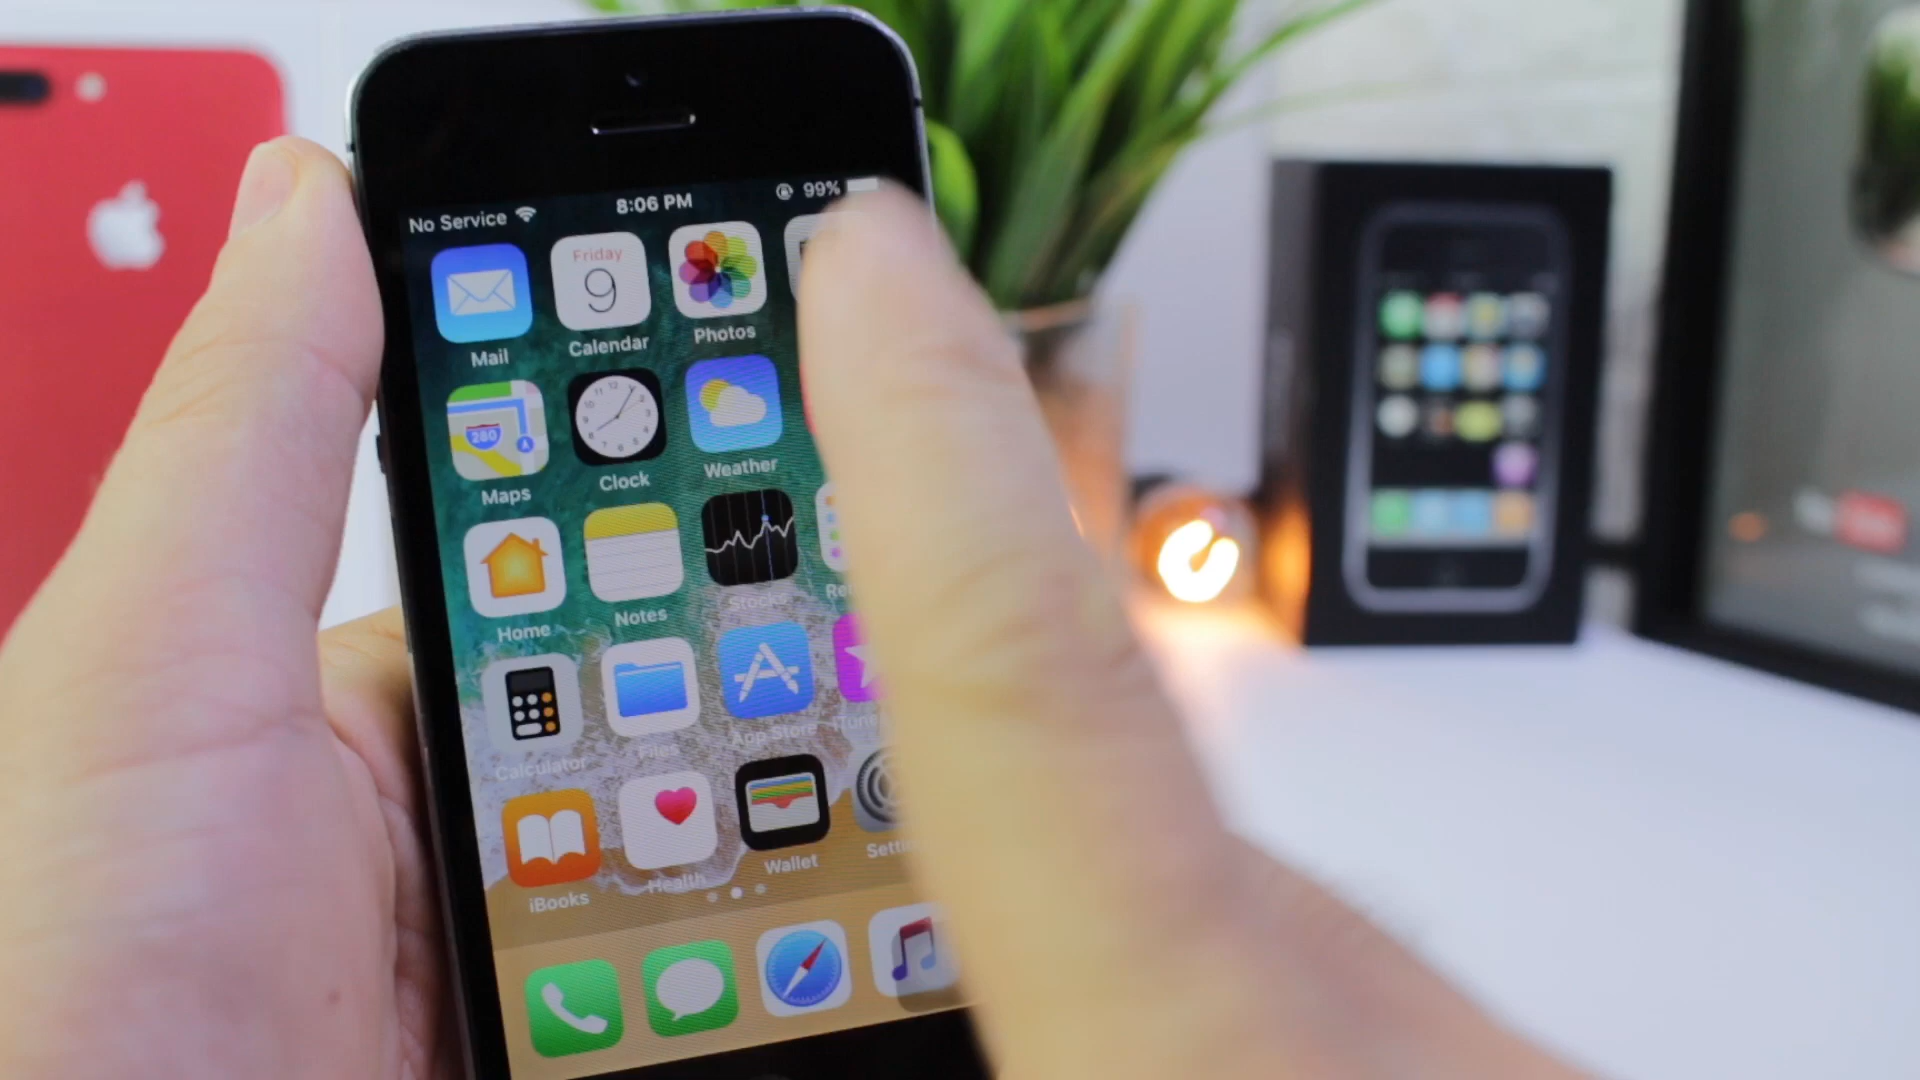 No Service 8:06 PM 99%
Friday
9
Mail Calendar Photos
280
Maps Clock Weather
Home Notes Stocks
Calculator Files App Store
iBooks Health Wallet